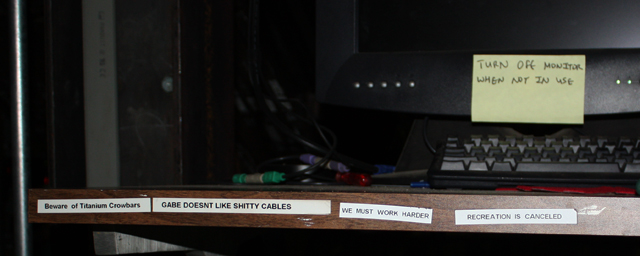 TURN OFF MONITOR
WHEN NOT IN USE
Beware of Titanium Crowbars
GABE DOESNT LIKE SHITTY CABLES
WE MUST WORK HARDER
RECREATION IS CANCELED